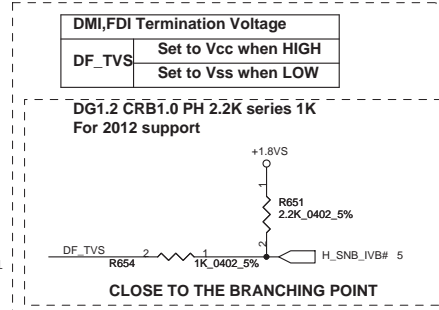 DMI,FDI Termination Voltage
DF_TVS
Set to Vcc when HIGH
Set to Vss when LOW
DG1.2 CRB1.0 PH 2.2K series 1K
For 2012 support
+1.8VS
1
R651
2.2K_0402_5%
2
DF_TVS
2
1
H_SNB_IVB# 5
R654
1K_0402_5%
CLOSE TO THE BRANCHING POINT